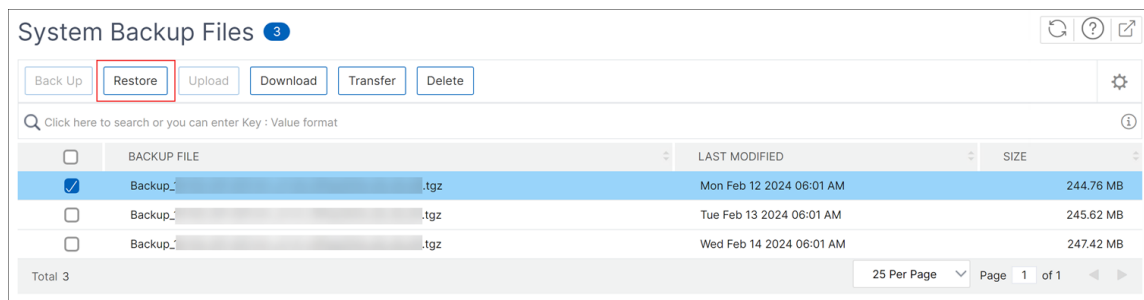 System Backup Files 3
Back Up Restore Upload Download Transfer Delete
Click here to search or you can enter Key : Value format
BACKUP FILE LAST MODIFIED SIZE
Backup_ .tgz Mon Feb 12 2024 06:01 AM 244.76 MB
Backup_ .tgz Tue Feb 13 2024 06:01 AM 245.62 MB
Backup_ .tgz Wed Feb 14 2024 06:01 AM 247.42 MB
Total 3 25 Per Page Page 1 of 1